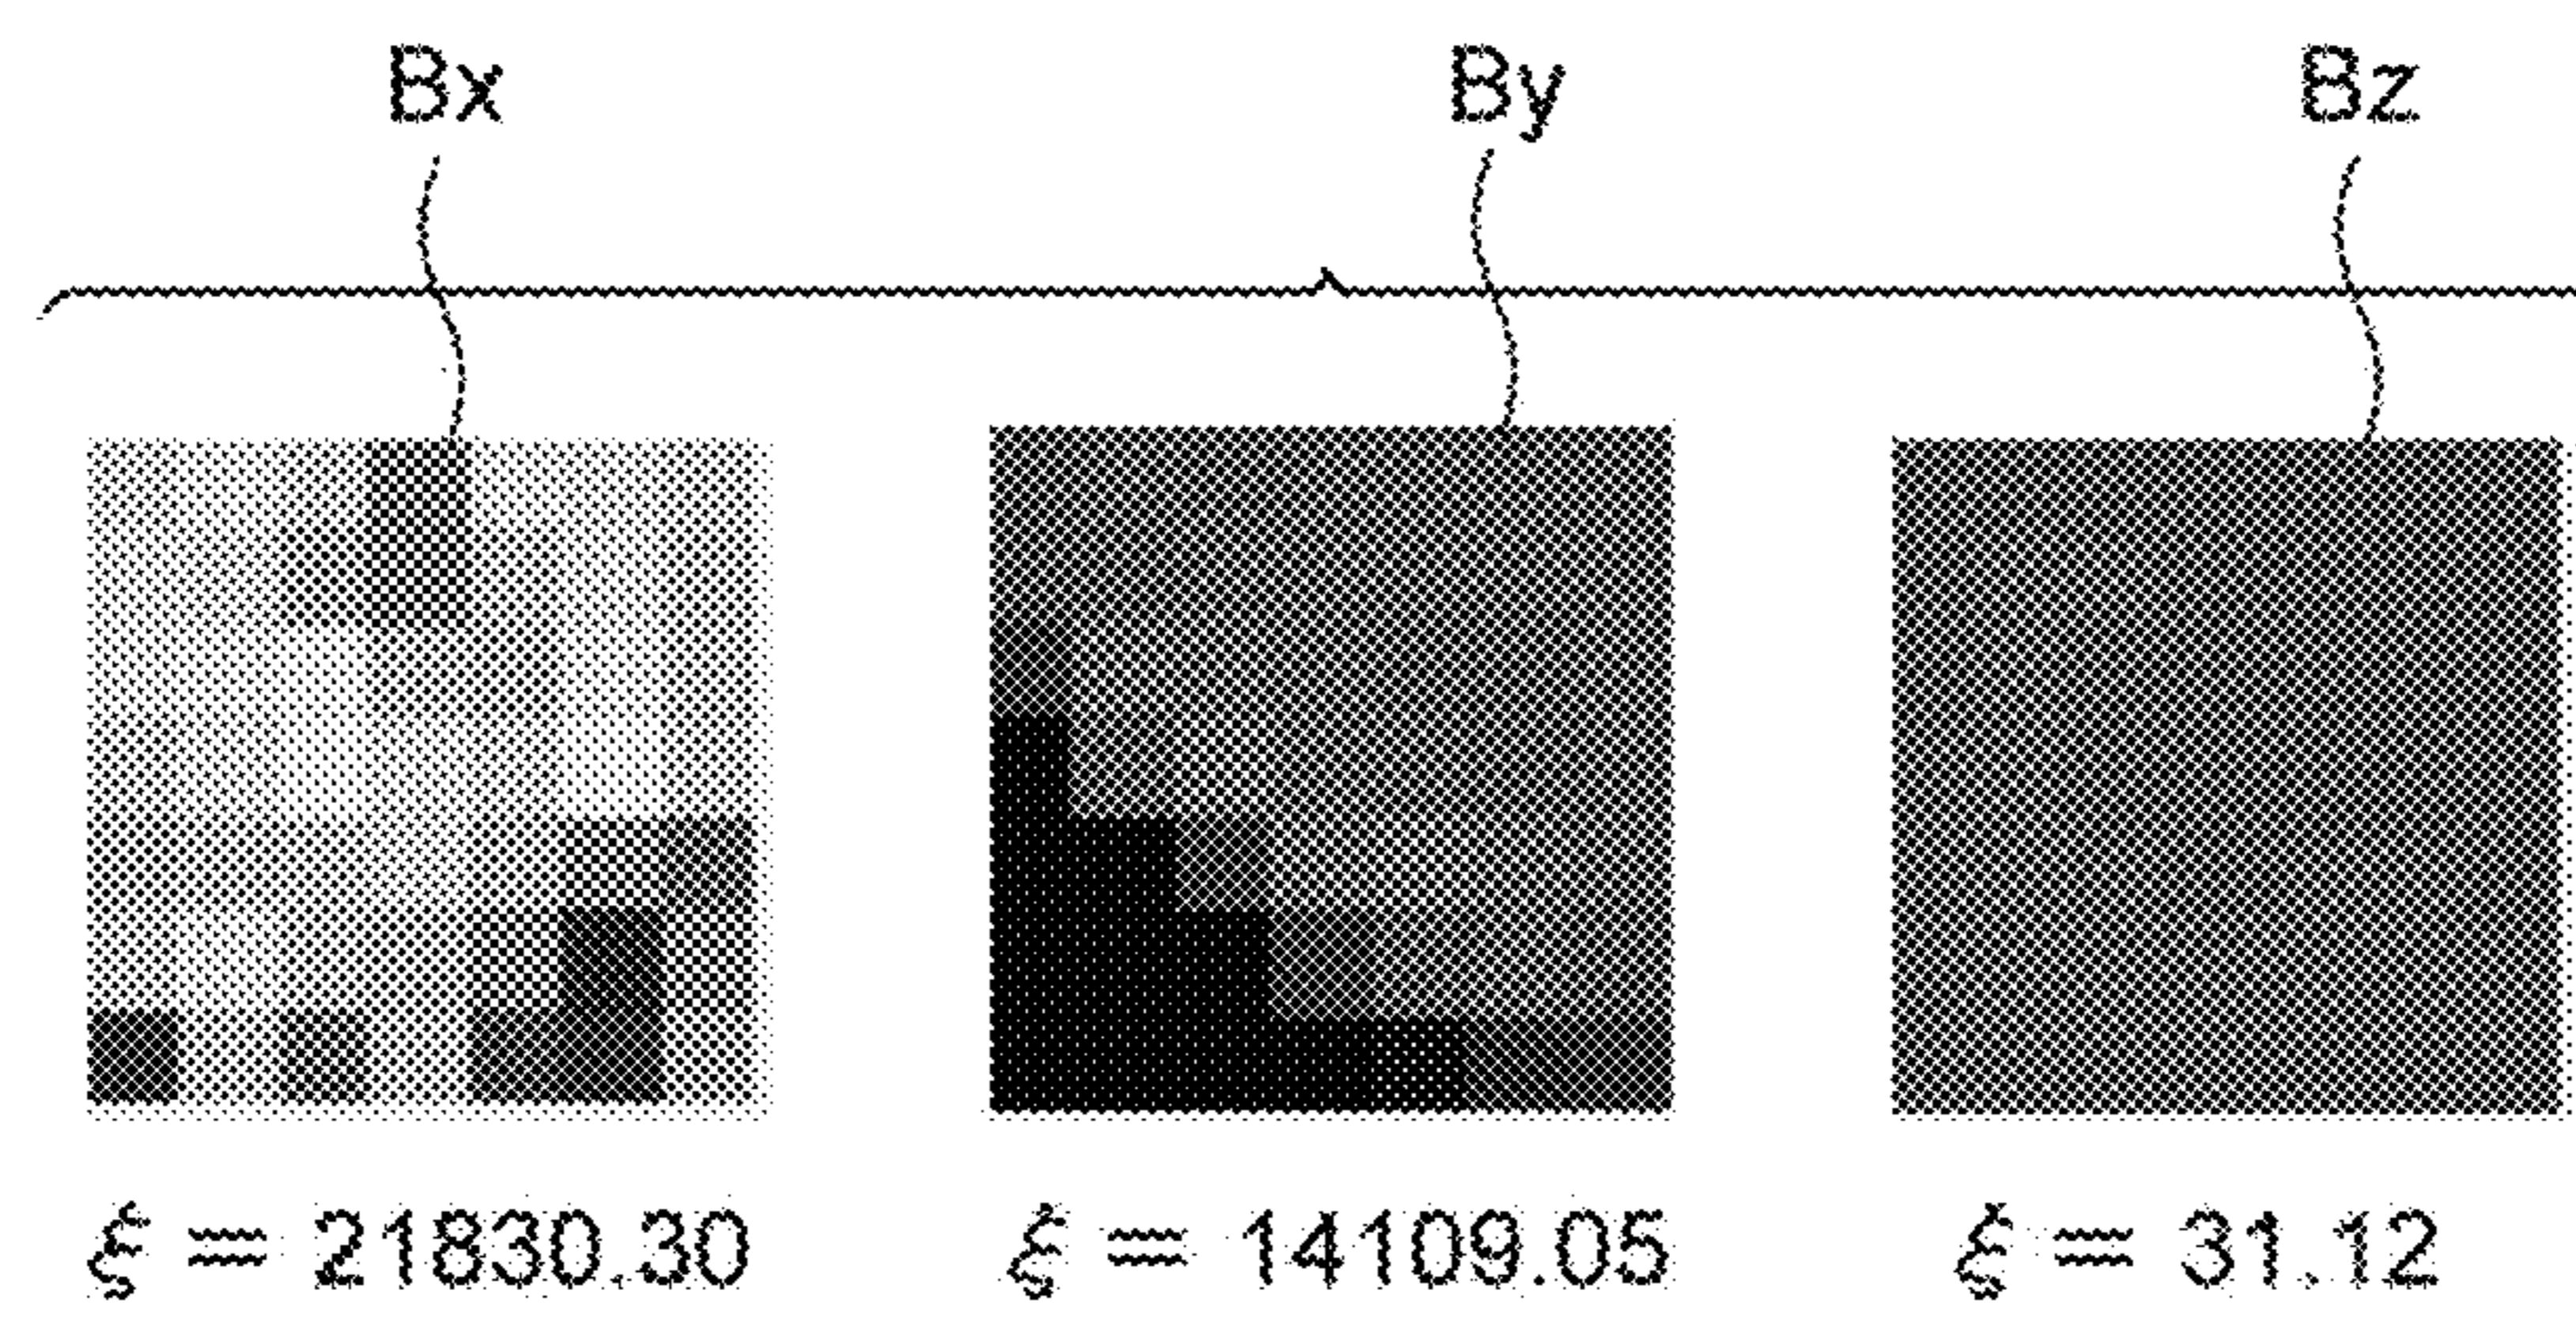 Bx By Bz
ξ = 21830.30 ξ = 14109.05 ξ = 31.12